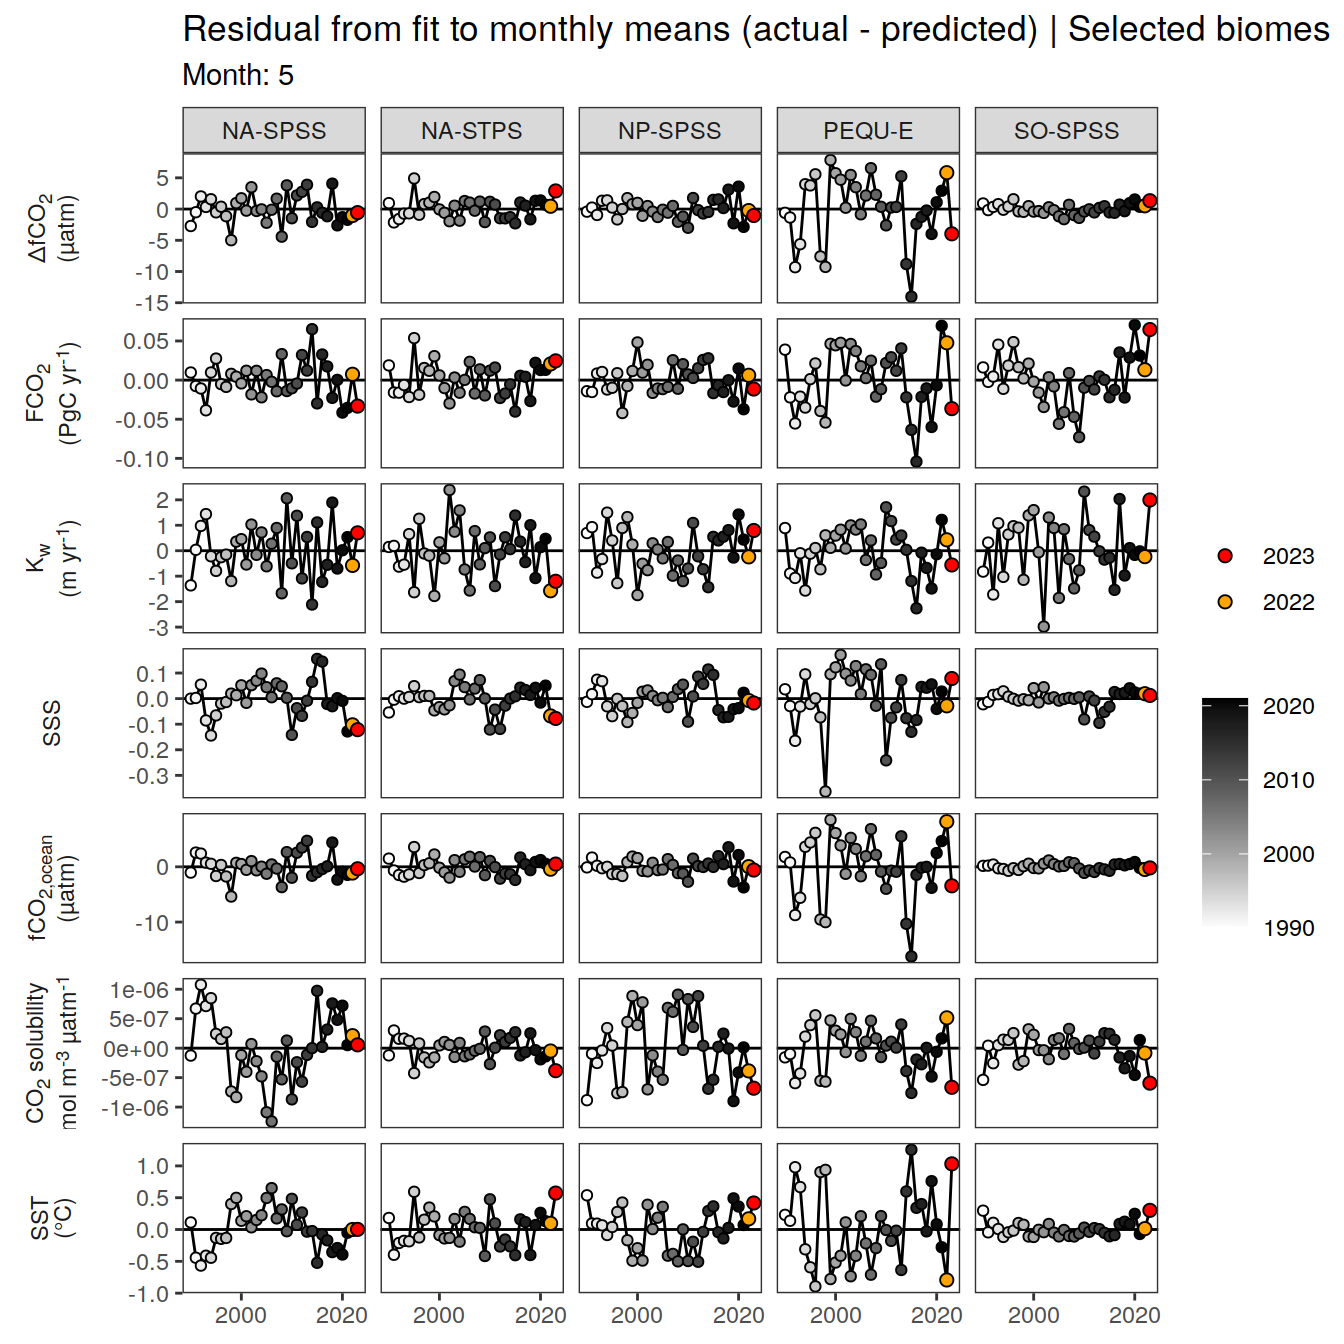 Residual from fit to monthly means (actual - predicted) | Selected biomes
Month: 5
NA-SPSS NA-STPS NP-SPSS PEQU-E SO-SPSS
ΔfCO2
(µatm)
5
0
-5
-10
-15
FCO2
(PgC yr-1)
0.05
0.00
-0.05
-0.10
Kw
(m yr-1)
2
1
0
-1
-2
-3
SSS
0.1
0.0
-0.1
-0.2
-0.3
fCO2,ocean
(µatm)
0
-10
CO2 solubility
mol m-3 µatm-1
1e-06
5e-07
0e+00
-5e-07
-1e-06
SST
(°C)
1.0
0.5
0.0
-0.5
-1.0
2000 2020 2000 2020 2000 2020 2000 2020 2000 2020
2023
2022
2020
2010
2000
1990